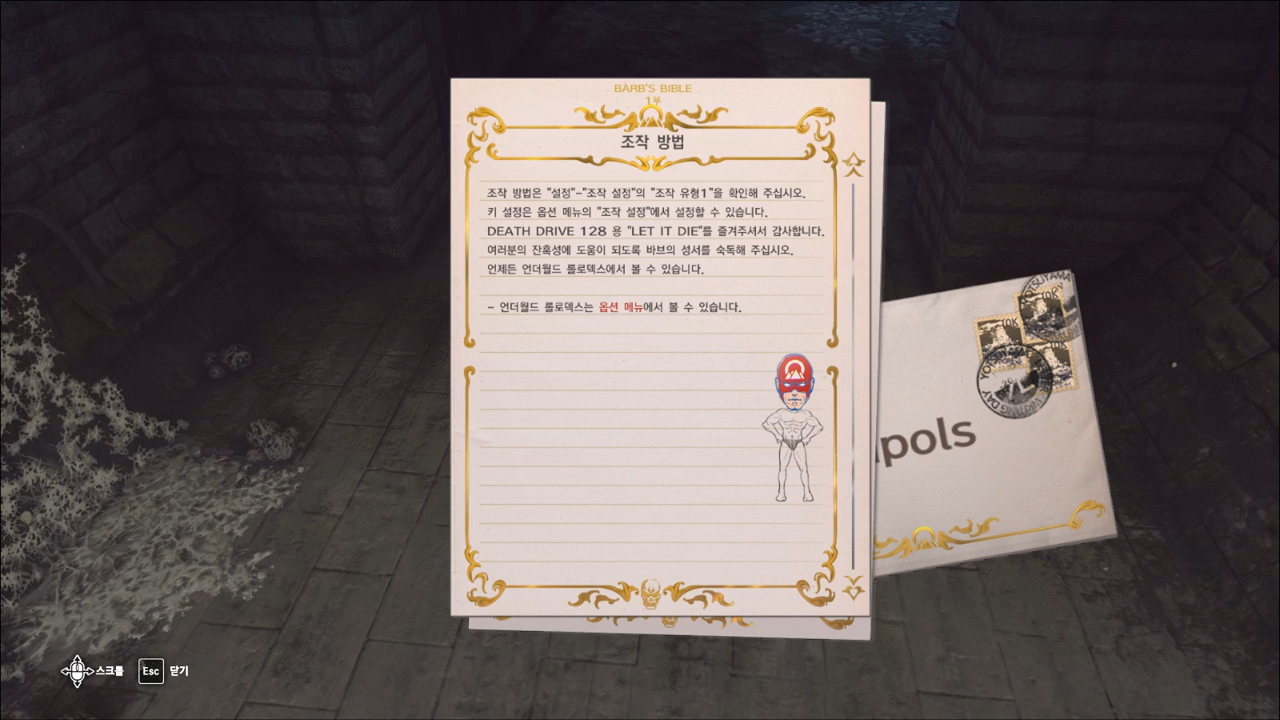 BARB'S BIBLE
1부
조작 방법
조작 방법은 "설정"-"조작 설정"의 "조작 유형1"을 확인해 주십시오.
키 설정은 옵션 메뉴의 "조작 설정"에서 설정할 수 있습니다.
DEATH DRIVE 128 용 "LET IT DIE"를 즐겨주셔서 감사합니다.
여러분의 잔혹성에 도움이 되도록 바브의 성서를 숙독해 주십시오.
언제든 언더월드 롤로덱스에서 볼 수 있습니다.
- 언더월드 롤로덱스는 옵션 메뉴에서 볼 수 있습니다.
pols
10K
10K
10K
스크롤
Esc 닫기